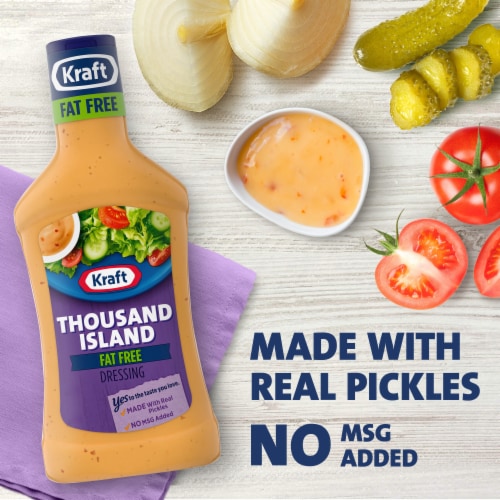 Kraft
FAT FREE
Kraft
THOUSAND
ISLAND
FAT FREE
DRESSING
Yes to the taste you love.
MADE With Real
Pickles
NO MSG Added
MADE WITH
REAL PICKLES
NO MSG
ADDED